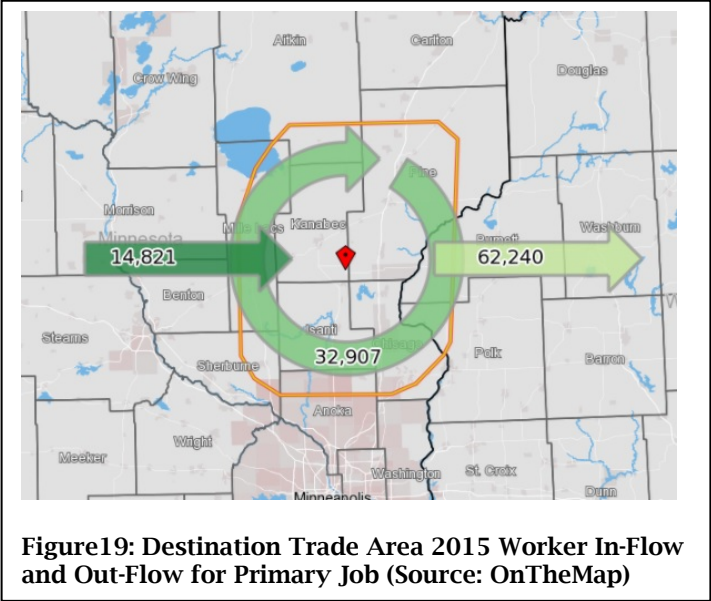 Aitkin
Carlton
Crow Wing
Douglas
Pine
Morrison
Mille Lacs
Kanabec
Washburn
Minnesota
Burnett
14,821
62,240
Benton
Isanti
Stearns
32,907
Chisago
Polk
Barron
Sherburne
Anoka
Wright
Meeker
Washington
St. Croix
Dunn
Minneapolis
Figure19: Destination Trade Area 2015 Worker In-Flow
and Out-Flow for Primary Job (Source: OnTheMap)